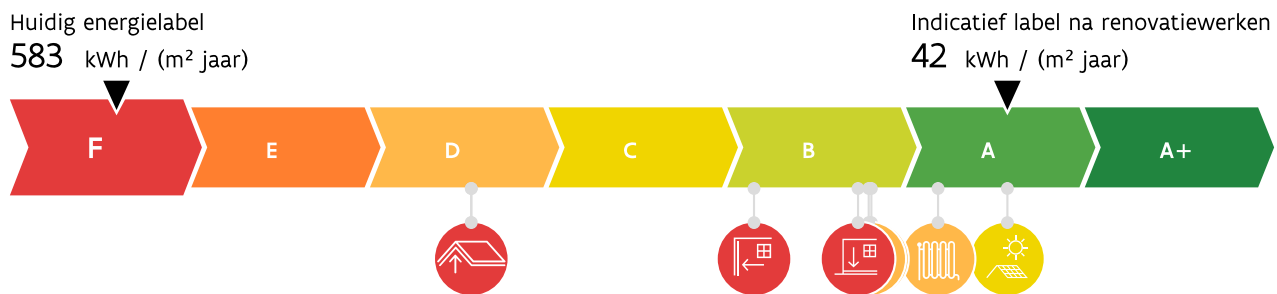 Huidig energielabel
583 kWh / (m² jaar)
Indicatief label na renovatiewerken
42 kWh / (m² jaar)
F E D C B A A+